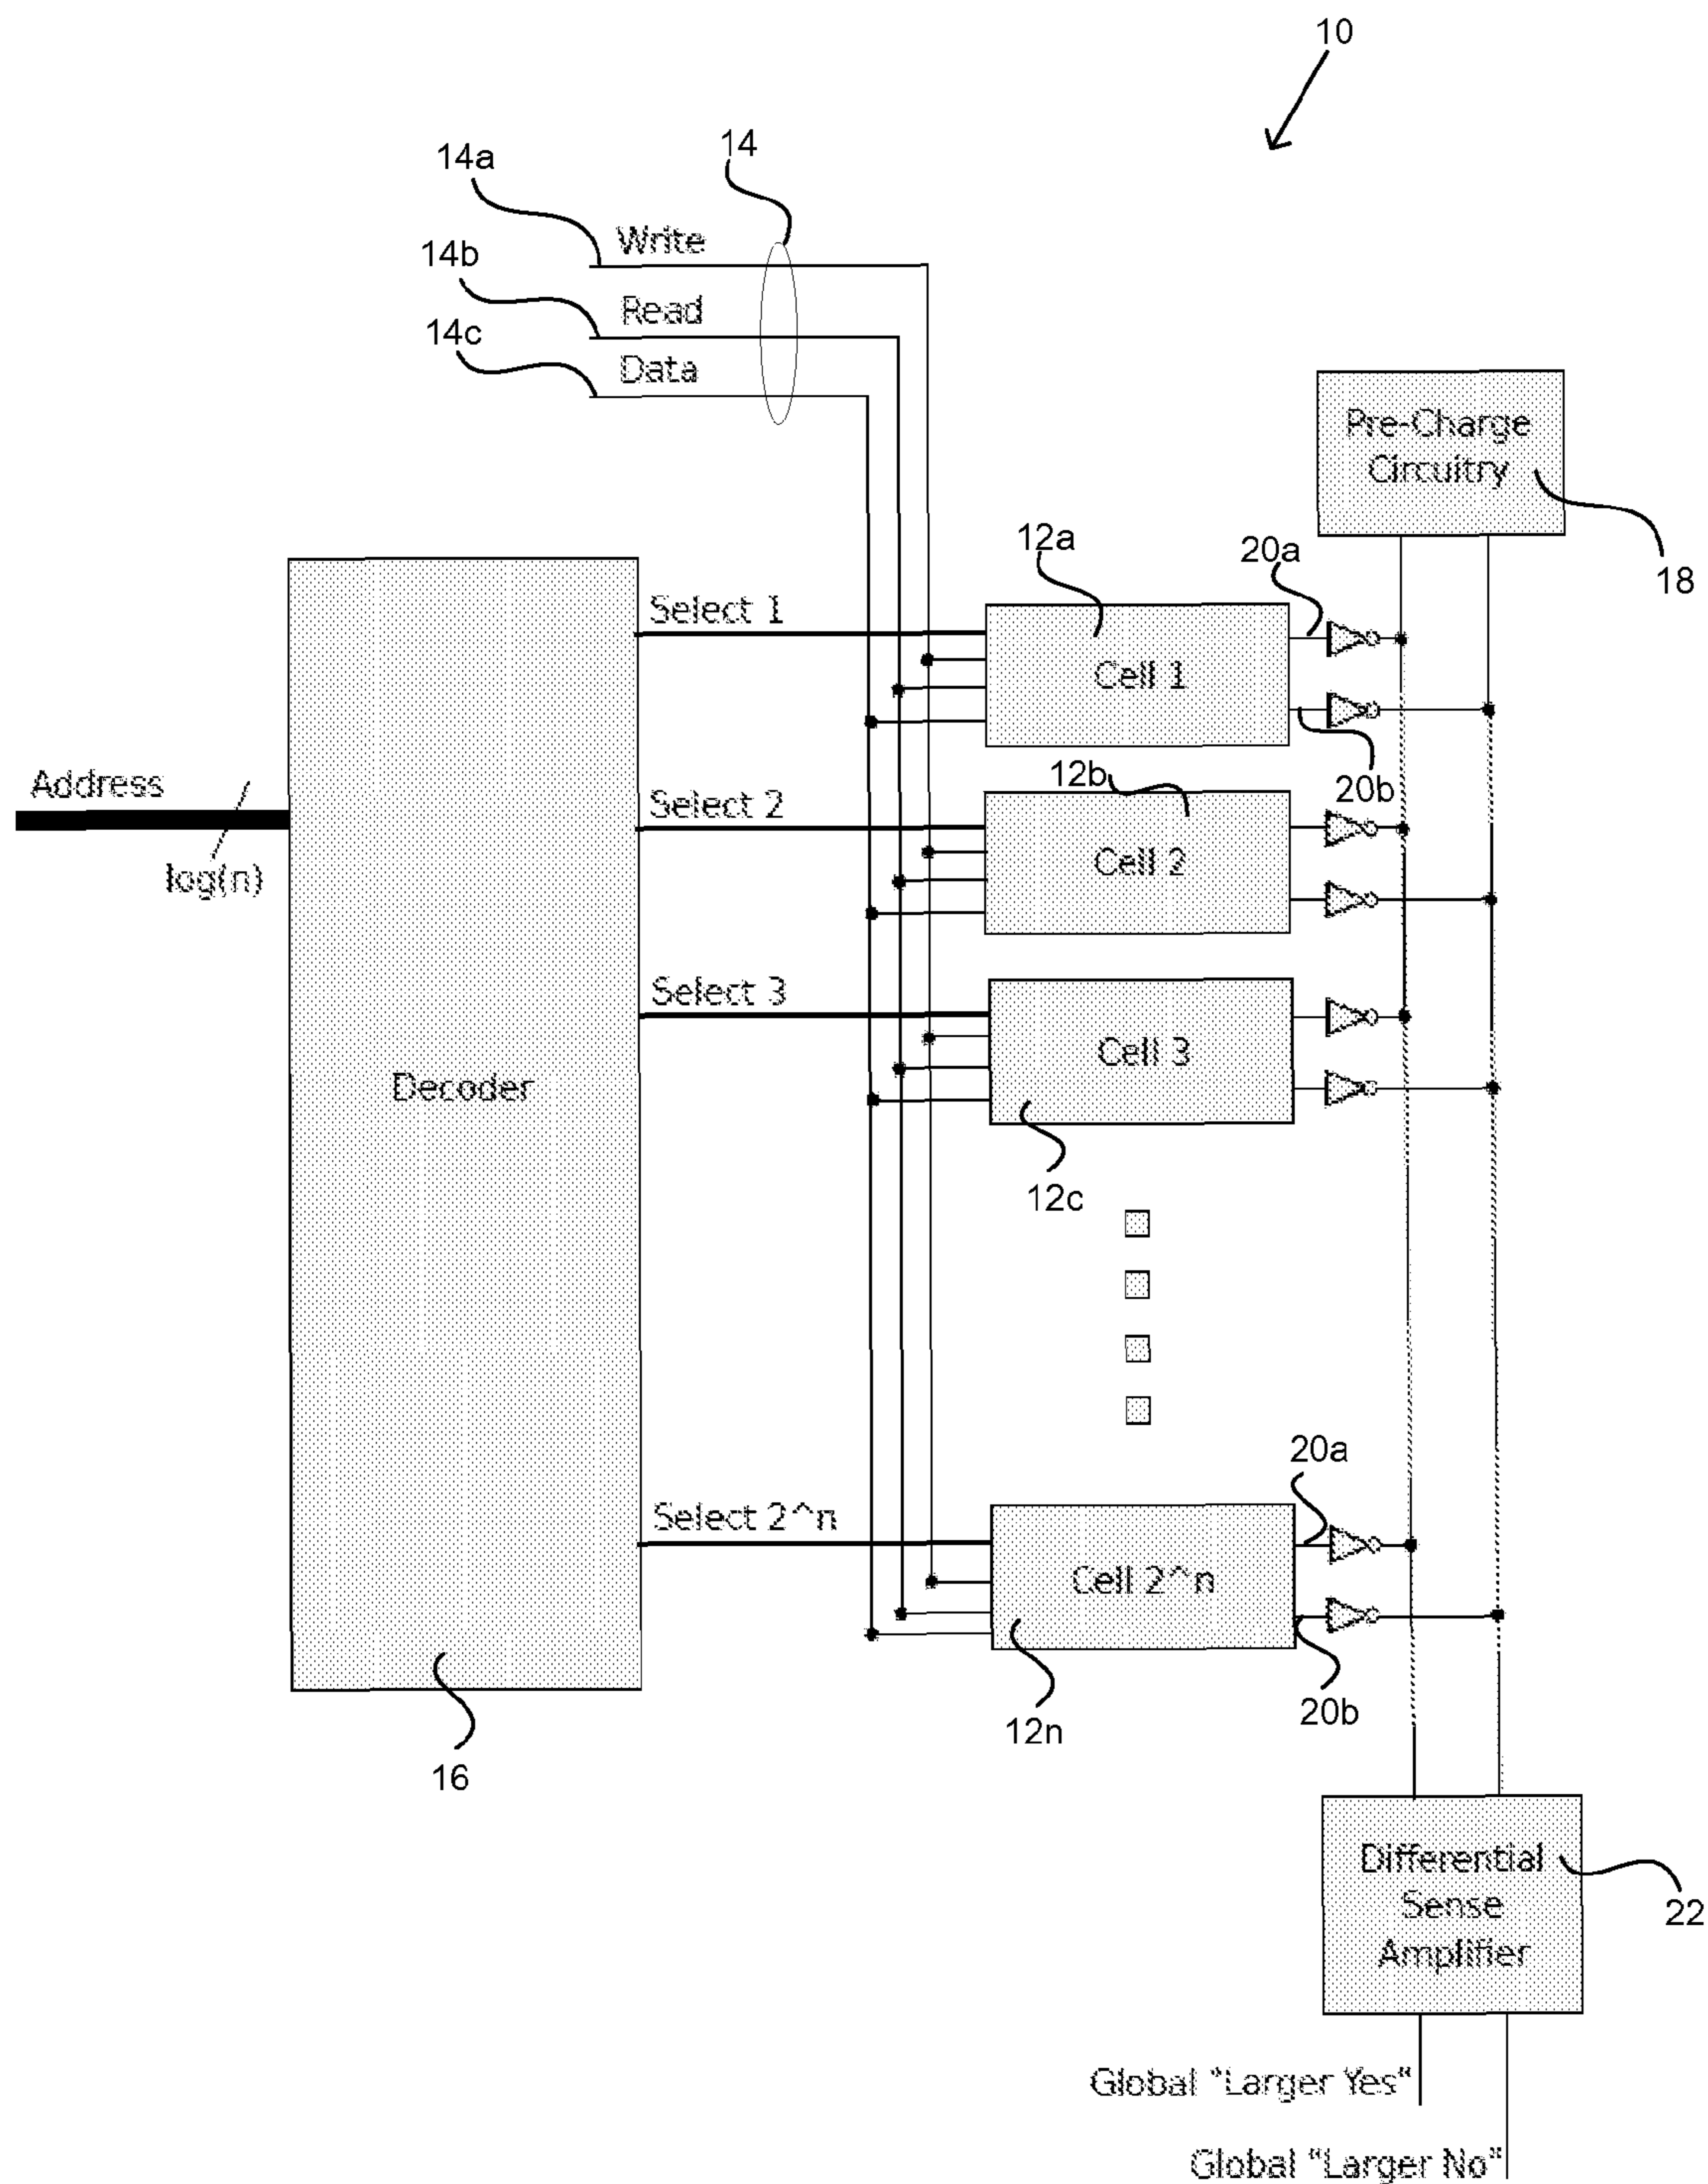 10
14
14a
Write
14b
Read
14c
Data
Pre-Charge
Circuitry
18
12a
20a
Select 1
Cell 1
20b
Address
log(n)
12b
Select 2
Cell 2
Select 3
Cell 3
Decoder
12c
20a
Select 2^n
Cell 2^n
20b
12n
16
Differential
Sense
Amplifier
22
Global "Larger Yes"
Global "Larger No"